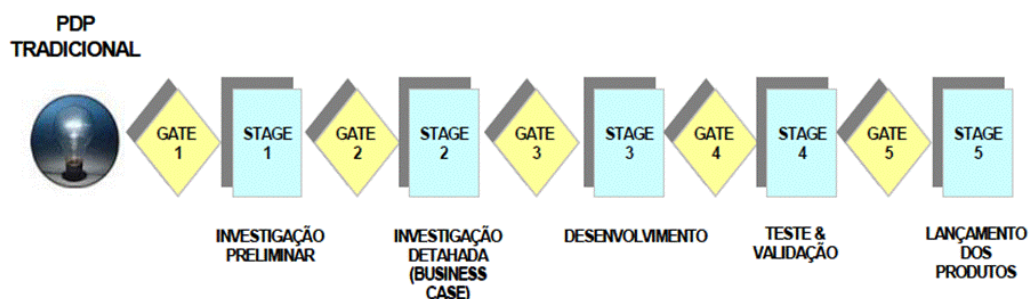 PDP
TRADICIONAL
GATE
1
STAGE
1
GATE
2
STAGE
2
GATE
3
STAGE
3
GATE
4
STAGE
4
GATE
5
STAGE
5
INVESTIGAÇÃO
PRELIMINAR
INVESTIGAÇÃO
DETAHADA
(BUSINESS
CASE)
DESENVOLVIMENTO
TESTE &
VALIDAÇÃO
LANÇAMENTO
DOS
PRODUTOS